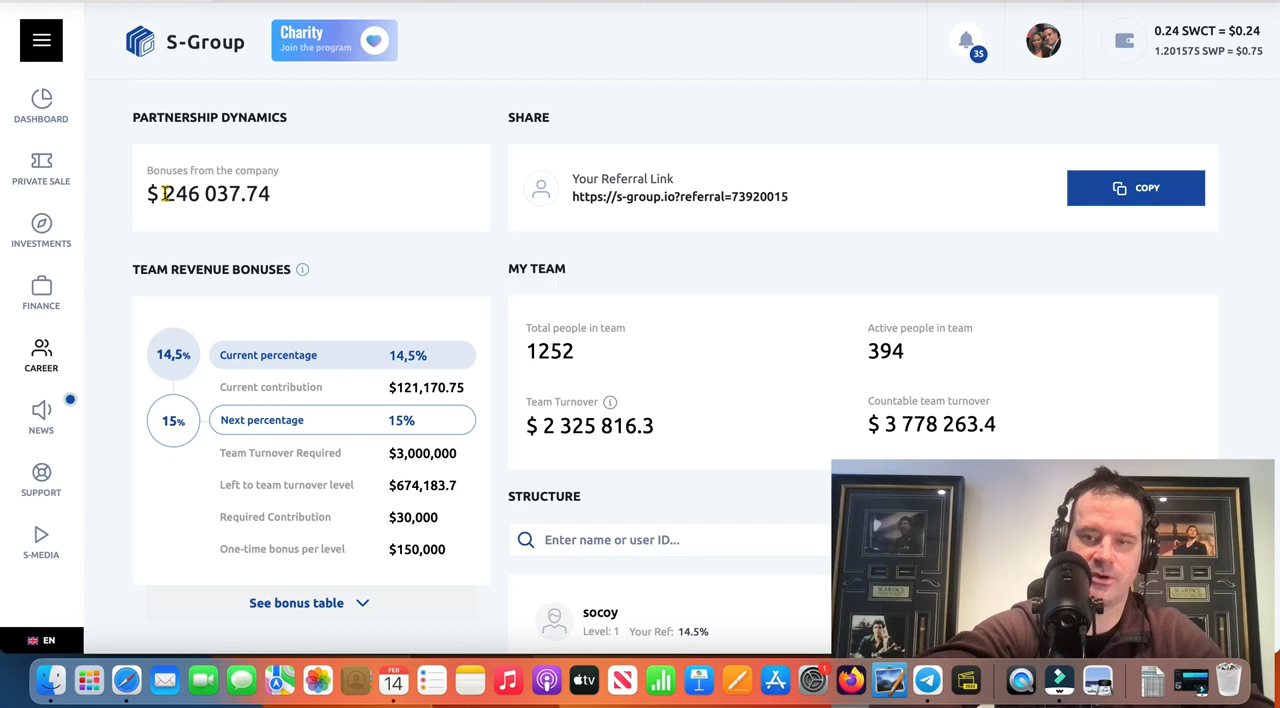 S-Group
Charity
Join the program
35
0.24 SWCT = $0.24
1.201575 SWP = $0.75
DASHBOARD
PRIVATE SALE
INVESTMENTS
FINANCE
CAREER
NEWS
SUPPORT
S-MEDIA
EN
PARTNERSHIP DYNAMICS
Bonuses from the company
$ 246 037.74
SHARE
Your Referral Link
https://s-group.io?referral=73920015
COPY
TEAM REVENUE BONUSES
14,5%
Current percentage 14,5%
Current contribution $121,170.75
15%
Next percentage 15%
Team Turnover Required $3,000,000
Left to team turnover level $674,183.7
Required Contribution $30,000
One-time bonus per level $150,000
See bonus table
MY TEAM
Total people in team
1252
Active people in team
394
Team Turnover
$ 2 325 816.3
Countable team turnover
$ 3 778 263.4
STRUCTURE
Enter name or user ID...
socoy
Level: 1 Your Ref: 14.5%
FEB
14
tv
1